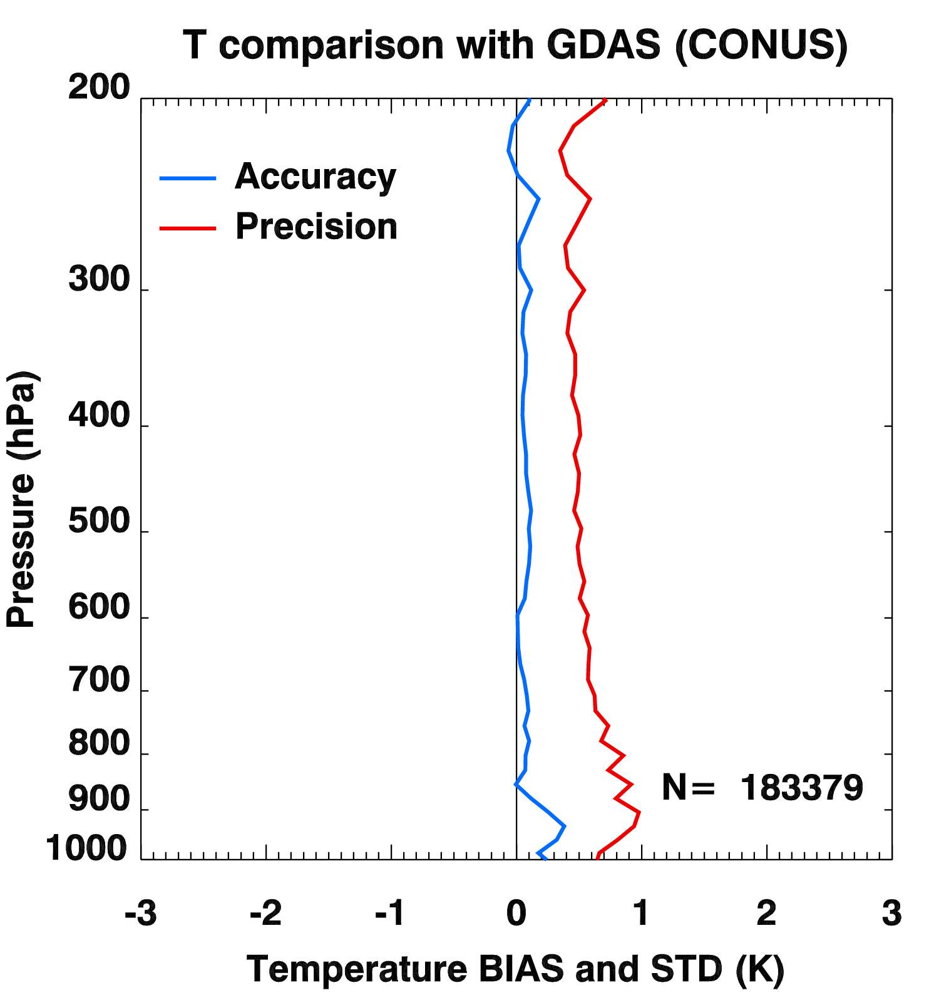 T comparison with GDAS (CONUS)
200
Accuracy
Precision
300
400
500
600
700
800
900
1000
Pressure (hPa)
N= 183379
-3 -2 -1 0 1 2 3
Temperature BIAS and STD (K)